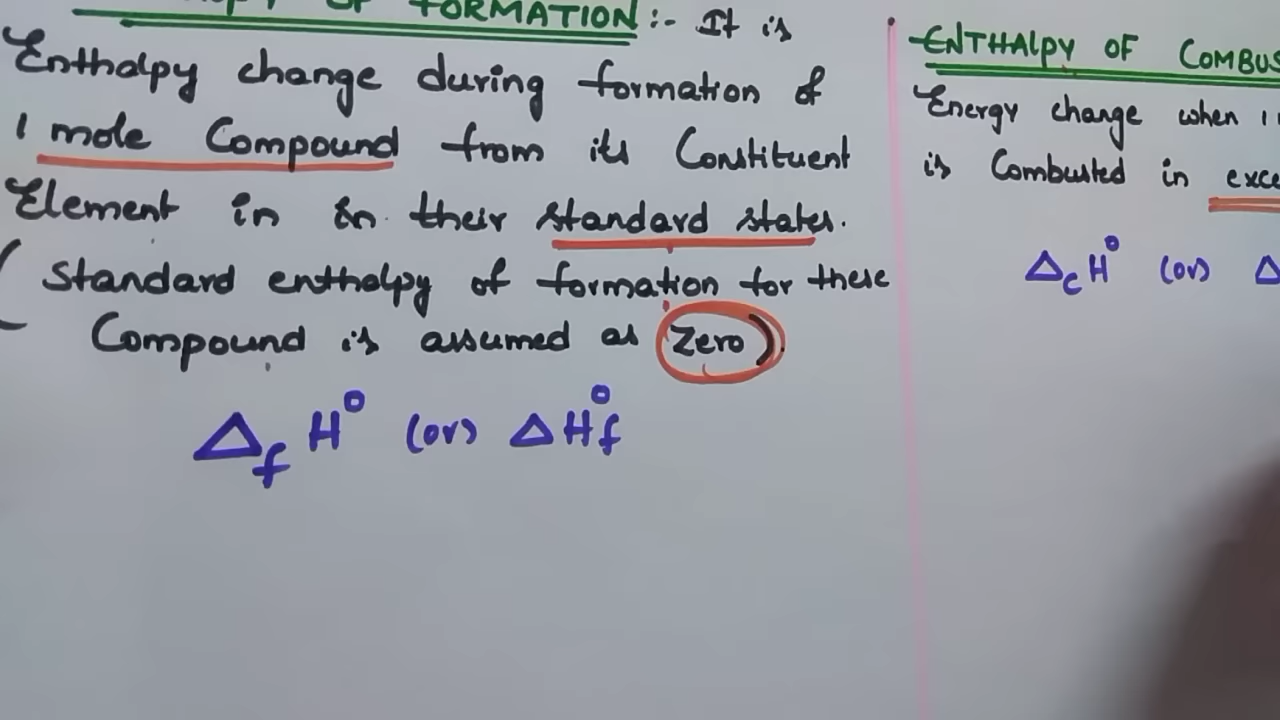 OF FORMATION :- It is
Enthalpy change during formation of
1 mole Compound from its Constituent
Element in in their standard states.
( Standard enthalpy of formation for these
Compound is assumed as Zero).
ΔfH° (or) ΔH°f
ENTHALPY OF COMBUS
Energy change when 1
is Combusted in exce
ΔcH° (or) Δ